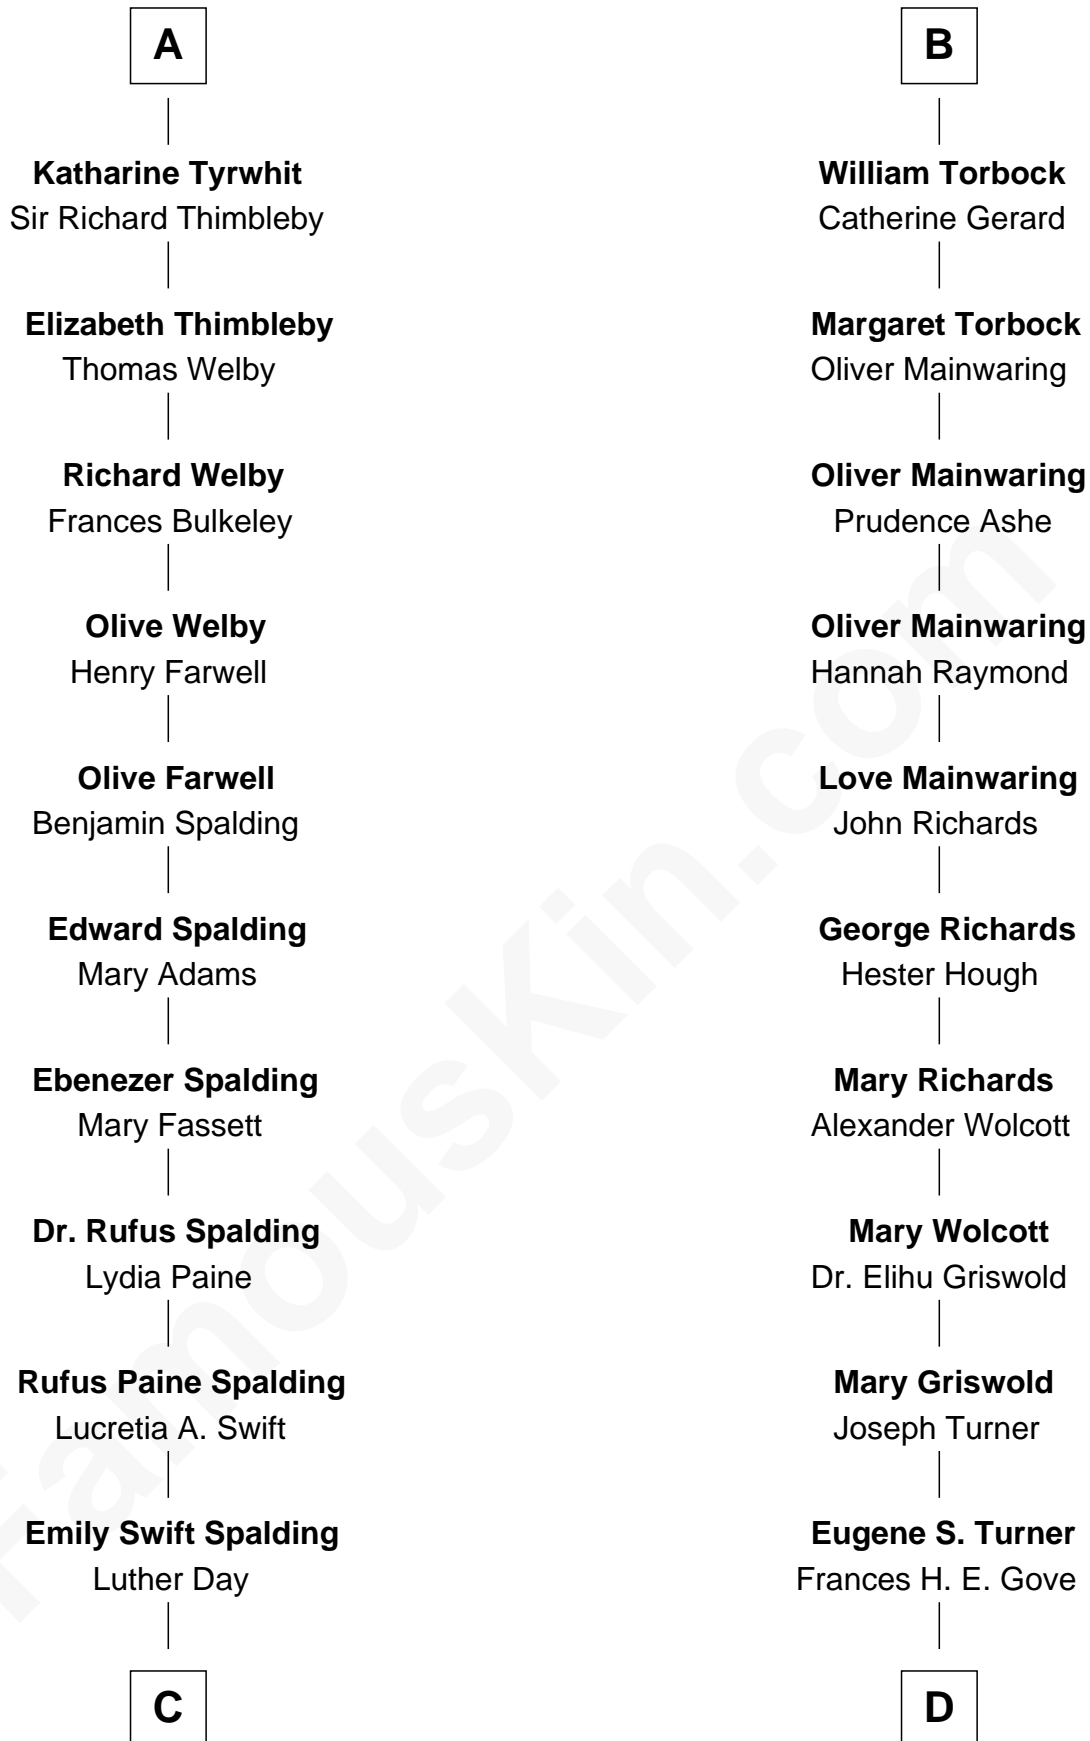 A
Katharine Tyrwhit
Sir Richard Thimbleby
Elizabeth Thimbleby
Thomas Welby
Richard Welby
Frances Bulkeley
Olive Welby
Henry Farwell
Olive Farwell
Benjamin Spalding
Edward Spalding
Mary Adams
Ebenezer Spalding
Mary Fassett
Dr. Rufus Spalding
Lydia Paine
Rufus Paine Spalding
Lucretia A. Swift
Emily Swift Spalding
Luther Day
C
B
William Torbock
Catherine Gerard
Margaret Torbock
Oliver Mainwaring
Oliver Mainwaring
Prudence Ashe
Oliver Mainwaring
Hannah Raymond
Love Mainwaring
John Richards
George Richards
Hester Hough
Mary Richards
Alexander Wolcott
Mary Wolcott
Dr. Elihu Griswold
Mary Griswold
Joseph Turner
Eugene S. Turner
Frances H. E. Gove
D
FamousKin.com